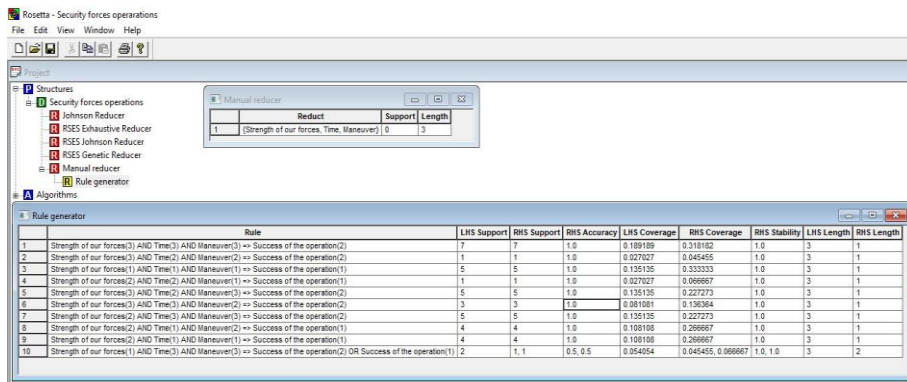 Rosetta - Security forces operarations
File Edit View Window Help
Project
Structures
Security forces operations
Johnson Reducer
RSES Exhaustive Reducer
RSES Johnson Reducer
RSES Genetic Reducer
Manual reducer
Rule generator
Algorithms
Manual reducer
Reduct Support Length
1 {Strength of our forces, Time, Maneuver} 0 3
Rule generator
Rule LHS Support RHS Support RHS Accuracy LHS Coverage RHS Coverage RHS Stability LHS Length RHS Length
1 Strength of our forces(3) AND Time(3) AND Maneuver(3) => Success of the operation(2) 7 7 1.0 0.189189 0.318182 1.0 3 1
2 Strength of our forces(3) AND Time(3) AND Maneuver(2) => Success of the operation(2) 1 1 1.0 0.027027 0.045455 1.0 3 1
3 Strength of our forces(1) AND Time(1) AND Maneuver(1) => Success of the operation(1) 5 5 1.0 0.135135 0.333333 1.0 3 1
4 Strength of our forces(1) AND Time(2) AND Maneuver(1) => Success of the operation(1) 1 1 1.0 0.027027 0.066667 1.0 3 1
5 Strength of our forces(3) AND Time(2) AND Maneuver(3) => Success of the operation(2) 5 5 1.0 0.135135 0.227273 1.0 3 1
6 Strength of our forces(3) AND Time(2) AND Maneuver(2) => Success of the operation(2) 3 3 1.0 0.081081 0.136364 1.0 3 1
7 Strength of our forces(2) AND Time(3) AND Maneuver(3) => Success of the operation(2) 5 5 1.0 0.135135 0.227273 1.0 3 1
8 Strength of our forces(2) AND Time(1) AND Maneuver(2) => Success of the operation(1) 4 4 1.0 0.108108 0.266667 1.0 3 1
9 Strength of our forces(1) AND Time(1) AND Maneuver(2) => Success of the operation(1) 4 4 1.0 0.108108 0.266667 1.0 3 1
10 Strength of our forces(1) AND Time(3) AND Maneuver(3) => Success of the operation(2) OR Success of the operation(1) 2 1, 1 0.5, 0.5 0.054054 0.045455, 0.066667 1.0, 1.0 3 2